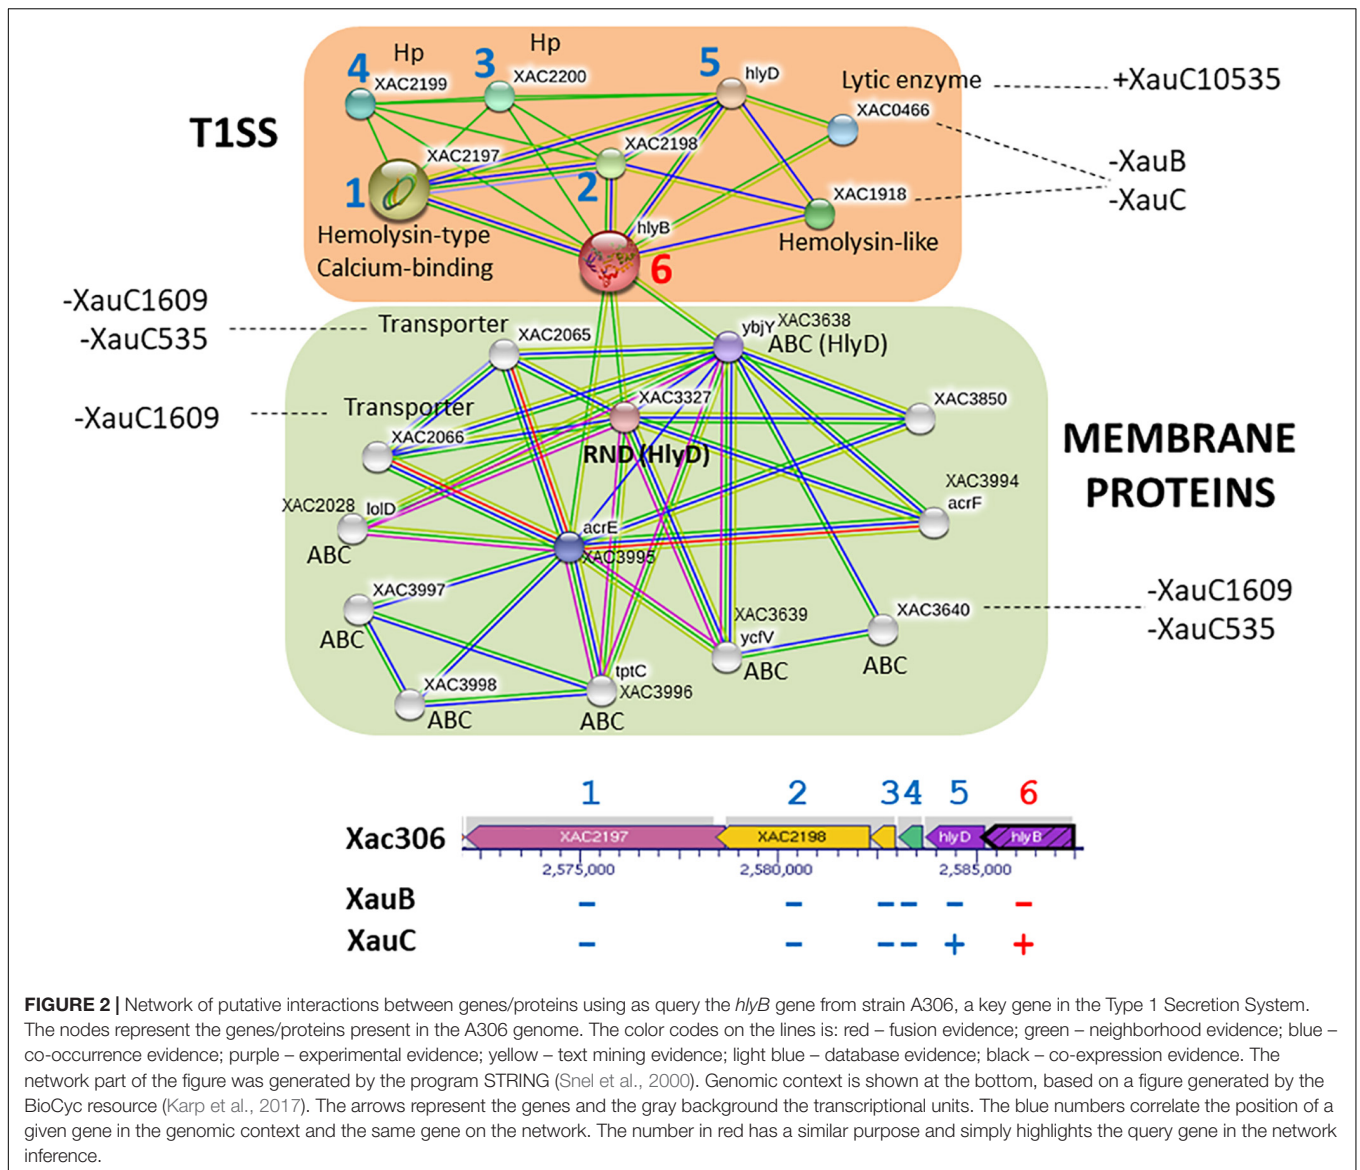 Hp
Hp
4
3
5
XAC2199
XAC2200
hlyD
Lytic enzyme
+XauC10535
XAC0466
T1SS
XAC2197
XAC2198
-XauB
1
2
XAC1918
-XauC
Hemolysin-type
Calcium-binding
hlyB
6
Hemolysin-like
-XauC1609
-XauC535
Transporter
XAC2065
ybjY
XAC3638
ABC (HlyD)
-XauC1609
Transporter
XAC2066
XAC3327
RND (HlyD)
XAC3850
MEMBRANE
PROTEINS
XAC2028
lolD
ABC
acrE
XAC3995
XAC3994
acrF
XAC3997
ABC
XAC3639
ycfV
ABC
XAC3640
ABC
-XauC1609
-XauC535
XAC3998
ABC
tptC
XAC3996
ABC
1 2 3 4 5 6
Xac306
XAC2197 XAC2198 hlyD hlyB
2,575,000 2,580,000 2,585,000
XauB - - - - - -
XauC - - - - + +
FIGURE 2 | Network of putative interactions between genes/proteins using as query the hlyB gene from strain A306, a key gene in the Type 1 Secretion System.
The nodes represent the genes/proteins present in the A306 genome. The color codes on the lines is: red – fusion evidence; green – neighborhood evidence; blue –
co-occurrence evidence; purple – experimental evidence; yellow – text mining evidence; light blue – database evidence; black – co-expression evidence. The
network part of the figure was generated by the program STRING (Snel et al., 2000). Genomic context is shown at the bottom, based on a figure generated by the
BioCyc resource (Karp et al., 2017). The arrows represent the genes and the gray background the transcriptional units. The blue numbers correlate the position of a
given gene in the genomic context and the same gene on the network. The number in red has a similar purpose and simply highlights the query gene in the network
inference.